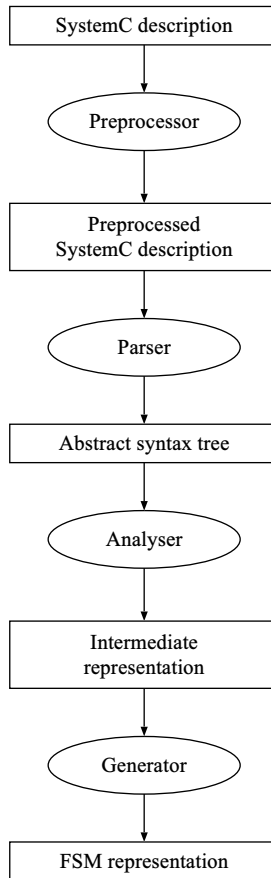 SystemC description
Preprocessor
Preprocessed
SystemC description
Parser
Abstract syntax tree
Analyser
Intermediate
representation
Generator
FSM representation